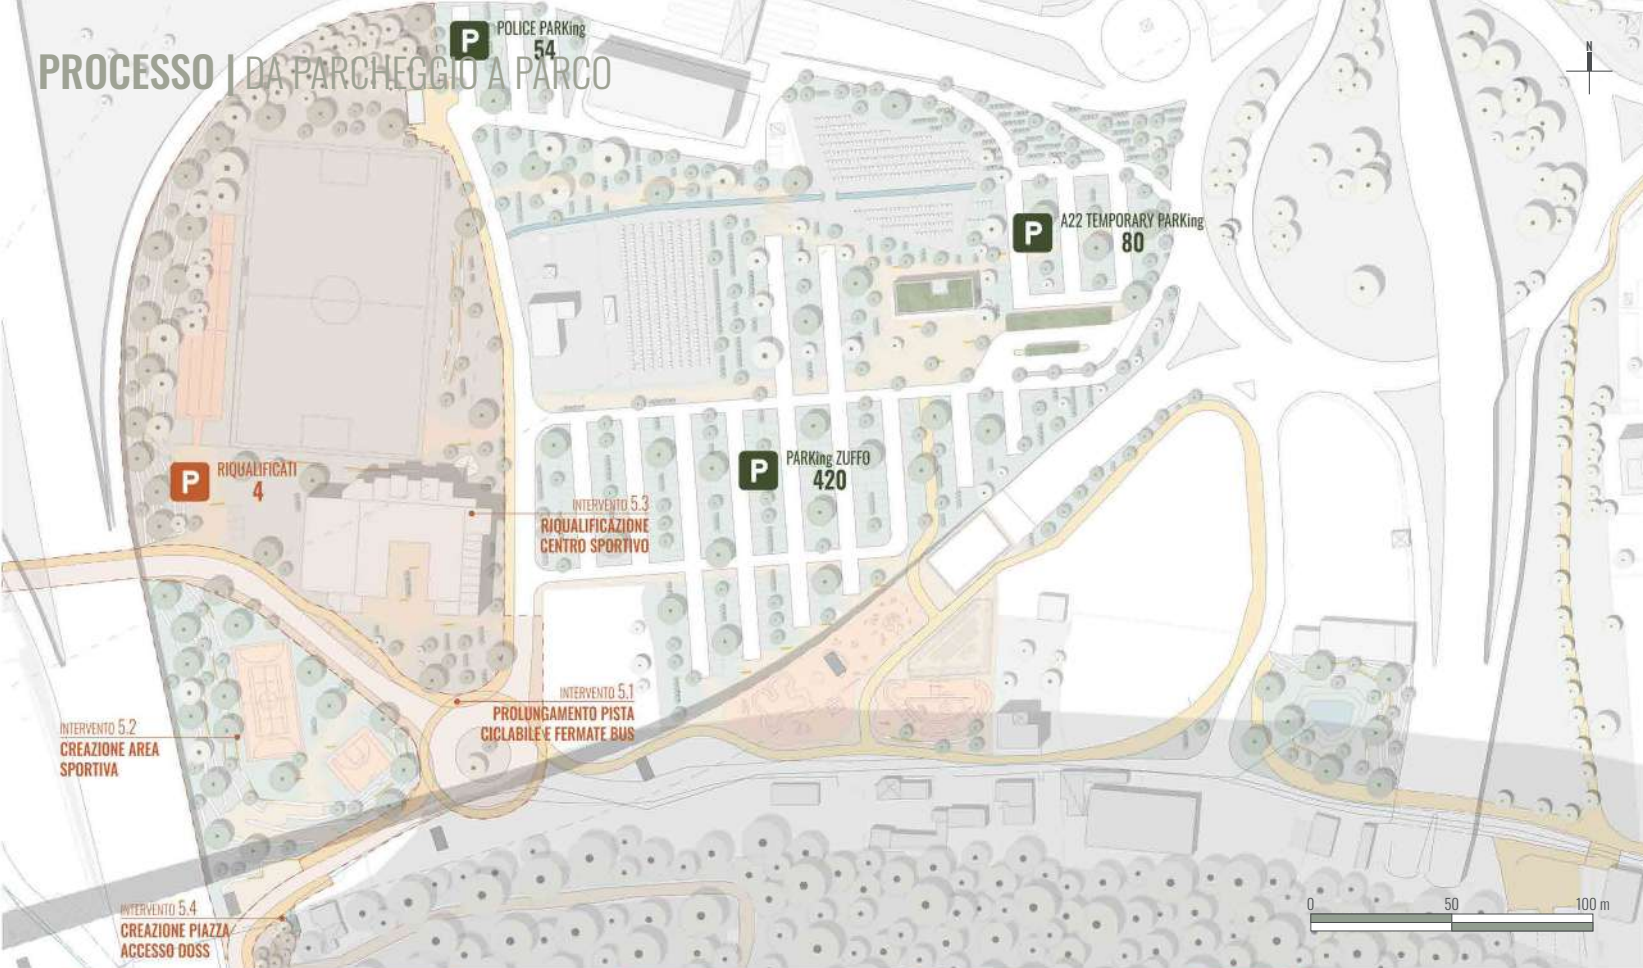 PROCESSO | DA PARCHEGGIO A PARCO
P
POLICE PARKing
54
N
P
A22 TEMPORARY PARKing
80
P
RIQUALIFICATI
4
P
PARKing ZUFFO
420
INTERVENTO 5.3
RIQUALIFICAZIONE
CENTRO SPORTIVO
INTERVENTO 5.1
PROLUNGAMENTO PISTA
CICLABILE E FERMATE BUS
INTERVENTO 5.2
CREAZIONE AREA
SPORTIVA
INTERVENTO 5.4
CREAZIONE PIAZZA
ACCESSO DOSS
0 50 100 m